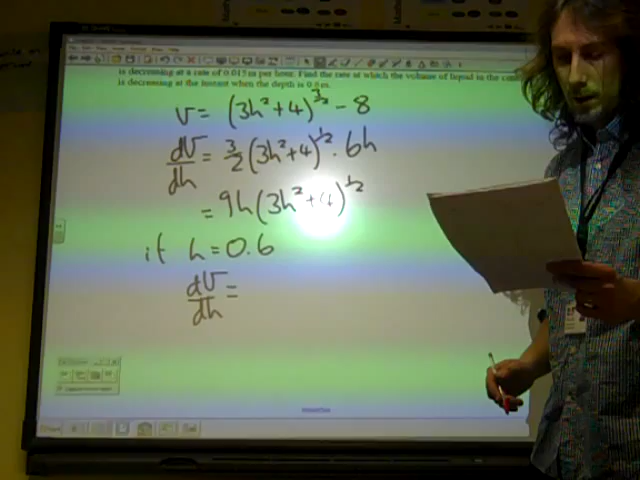 is decreasing at a rate of 0.015 m per hour. Find the rate at which the volume of liquid in the
is decreasing at the instant when the depth is 0.6 m.
V = (3h² + 4)^3/2 - 8
dV/dh = 3/2 (3h² + 4)^1/2 . 6h
= 9h (3h² + 4)^1/2
if h = 0.6
dV/dh =